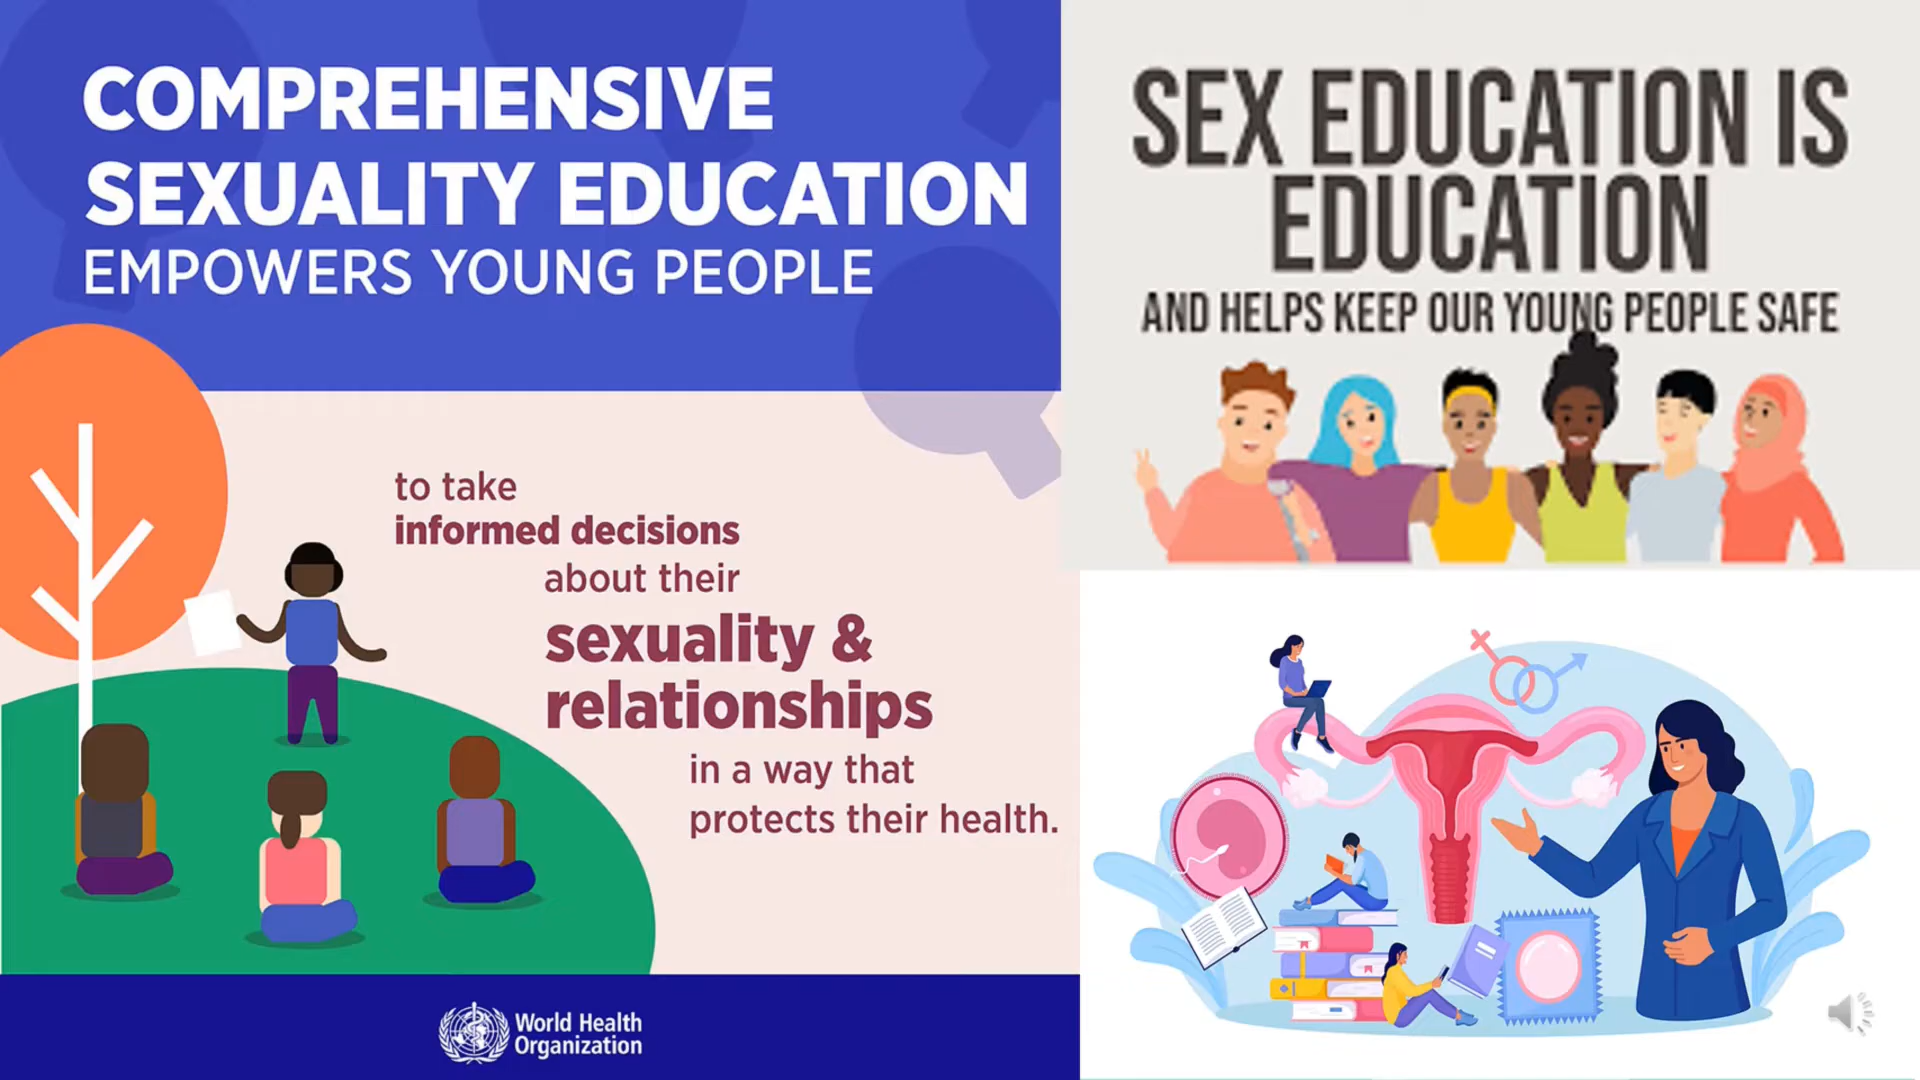 COMPREHENSIVE
SEXUALITY EDUCATION
EMPOWERS YOUNG PEOPLE
to take
informed decisions
about their
sexuality &
relationships
in a way that
protects their health.
World Health
Organization
SEX EDUCATION IS
EDUCATION
AND HELPS KEEP OUR YOUNG PEOPLE SAFE